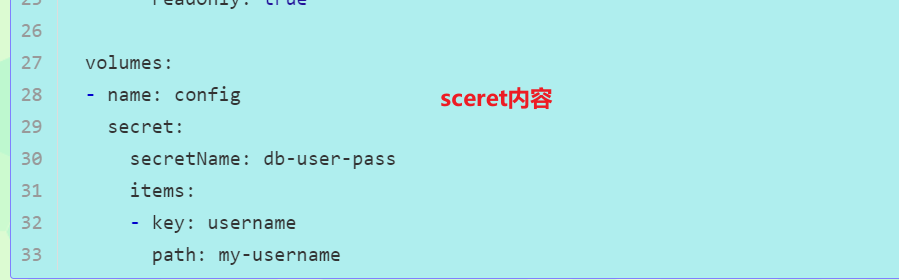 25 readOnly: true
26
27 volumes:
28 - name: config
sceret内容
29 secret:
30 secretName: db-user-pass
31 items:
32 - key: username
33 path: my-username